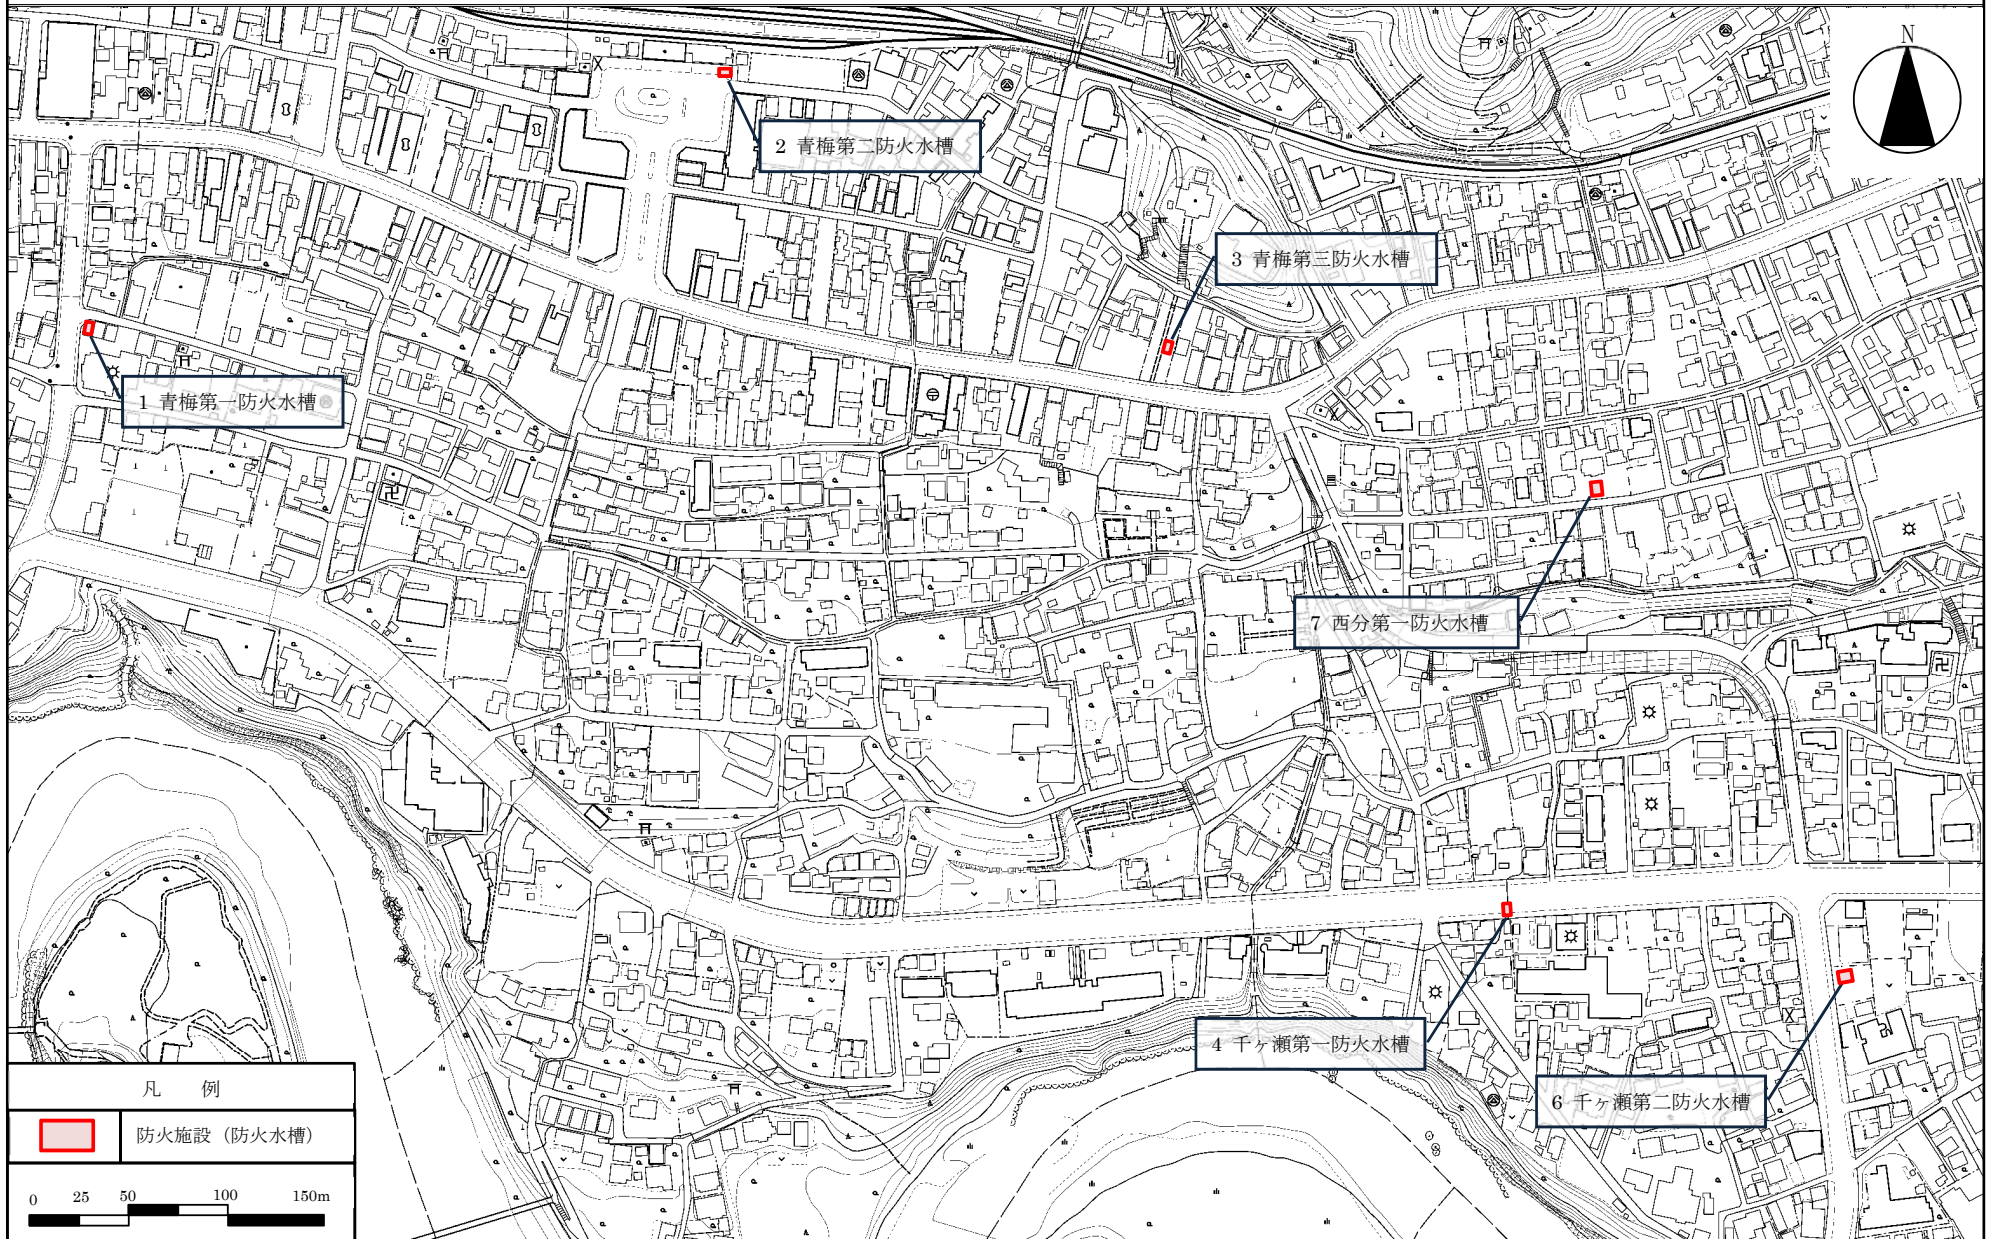 N
2 青梅第二防火水槽
3 青梅第三防火水槽
1 青梅第一防火水槽
7 西分第一防火水槽
4 千ヶ瀬第一防火水槽
6 千ヶ瀬第二防火水槽
凡 例
防火施設（防火水槽）
0 25 50 100 150m